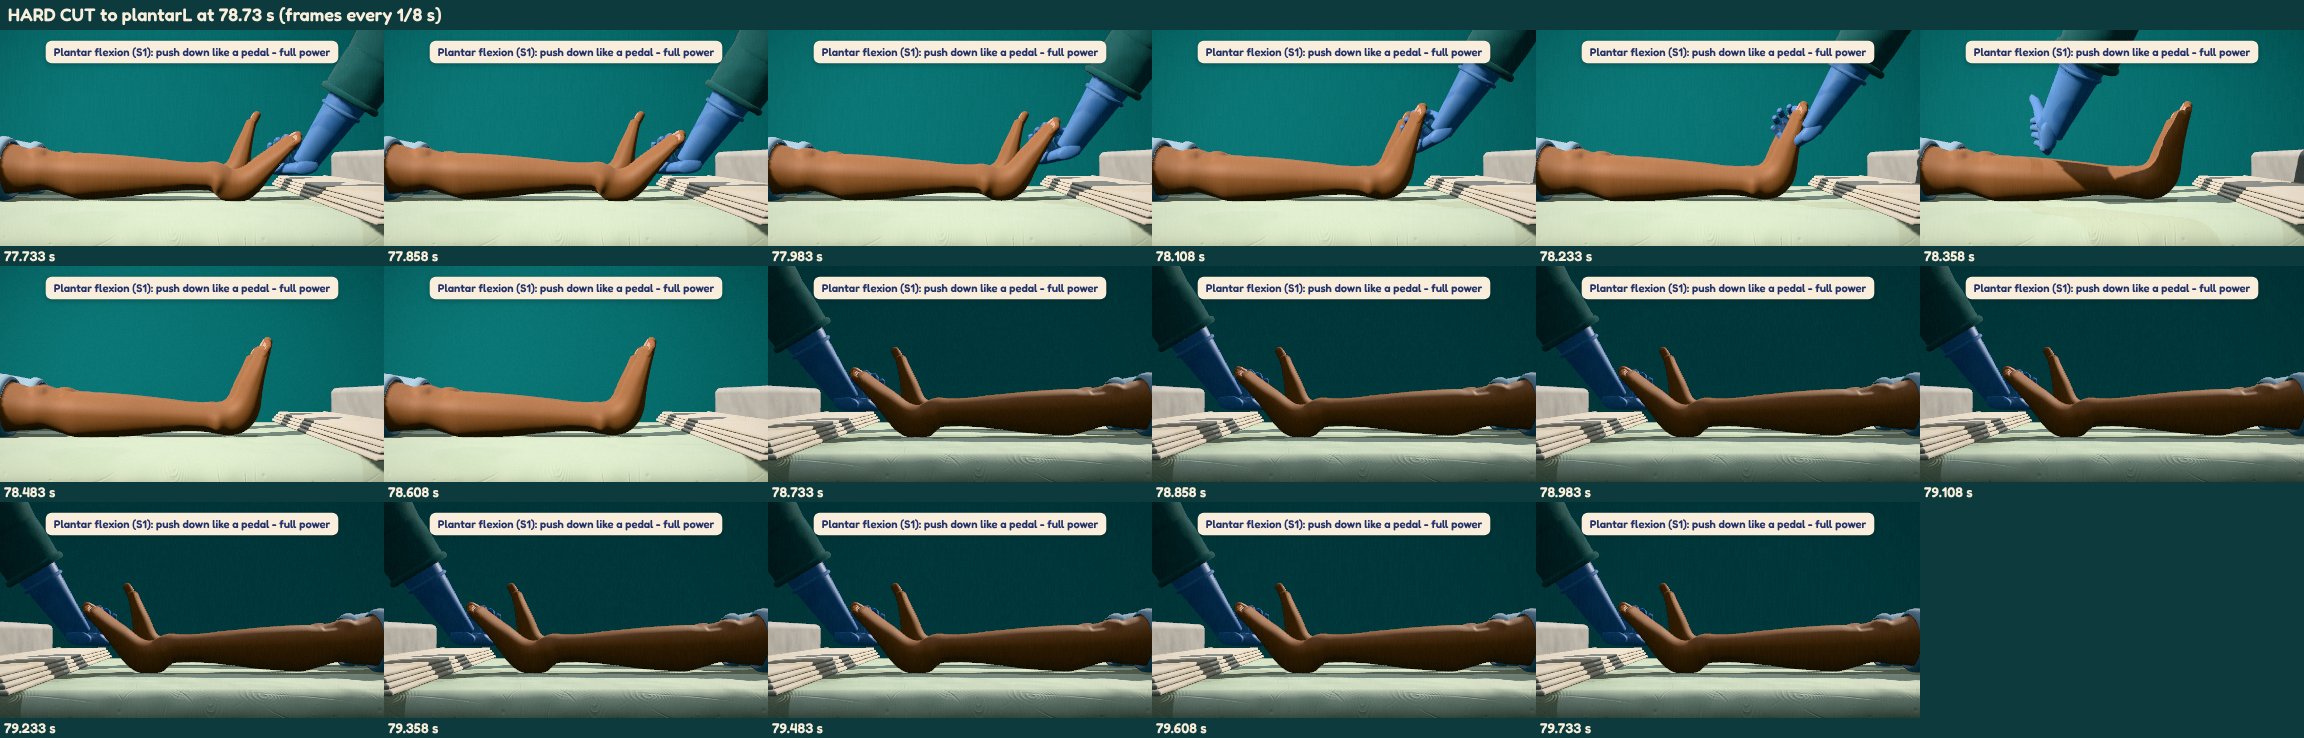 HARD CUT to plantarL at 78.73 s (frames every 1/8 s)
Plantar flexion (S1): push down like a pedal - full power
Plantar flexion (S1): push down like a pedal - full power
Plantar flexion (S1): push down like a pedal - full power
Plantar flexion (S1): push down like a pedal - full power
Plantar flexion (S1): push down like a pedal - full power
Plantar flexion (S1): push down like a pedal - full power
77.733 s
77.858 s
77.983 s
78.108 s
78.233 s
78.358 s
Plantar flexion (S1): push down like a pedal - full power
Plantar flexion (S1): push down like a pedal - full power
Plantar flexion (S1): push down like a pedal - full power
Plantar flexion (S1): push down like a pedal - full power
Plantar flexion (S1): push down like a pedal - full power
Plantar flexion (S1): push down like a pedal - full power
78.483 s
78.608 s
78.733 s
78.858 s
78.983 s
79.108 s
Plantar flexion (S1): push down like a pedal - full power
Plantar flexion (S1): push down like a pedal - full power
Plantar flexion (S1): push down like a pedal - full power
Plantar flexion (S1): push down like a pedal - full power
Plantar flexion (S1): push down like a pedal - full power
79.233 s
79.358 s
79.483 s
79.608 s
79.733 s